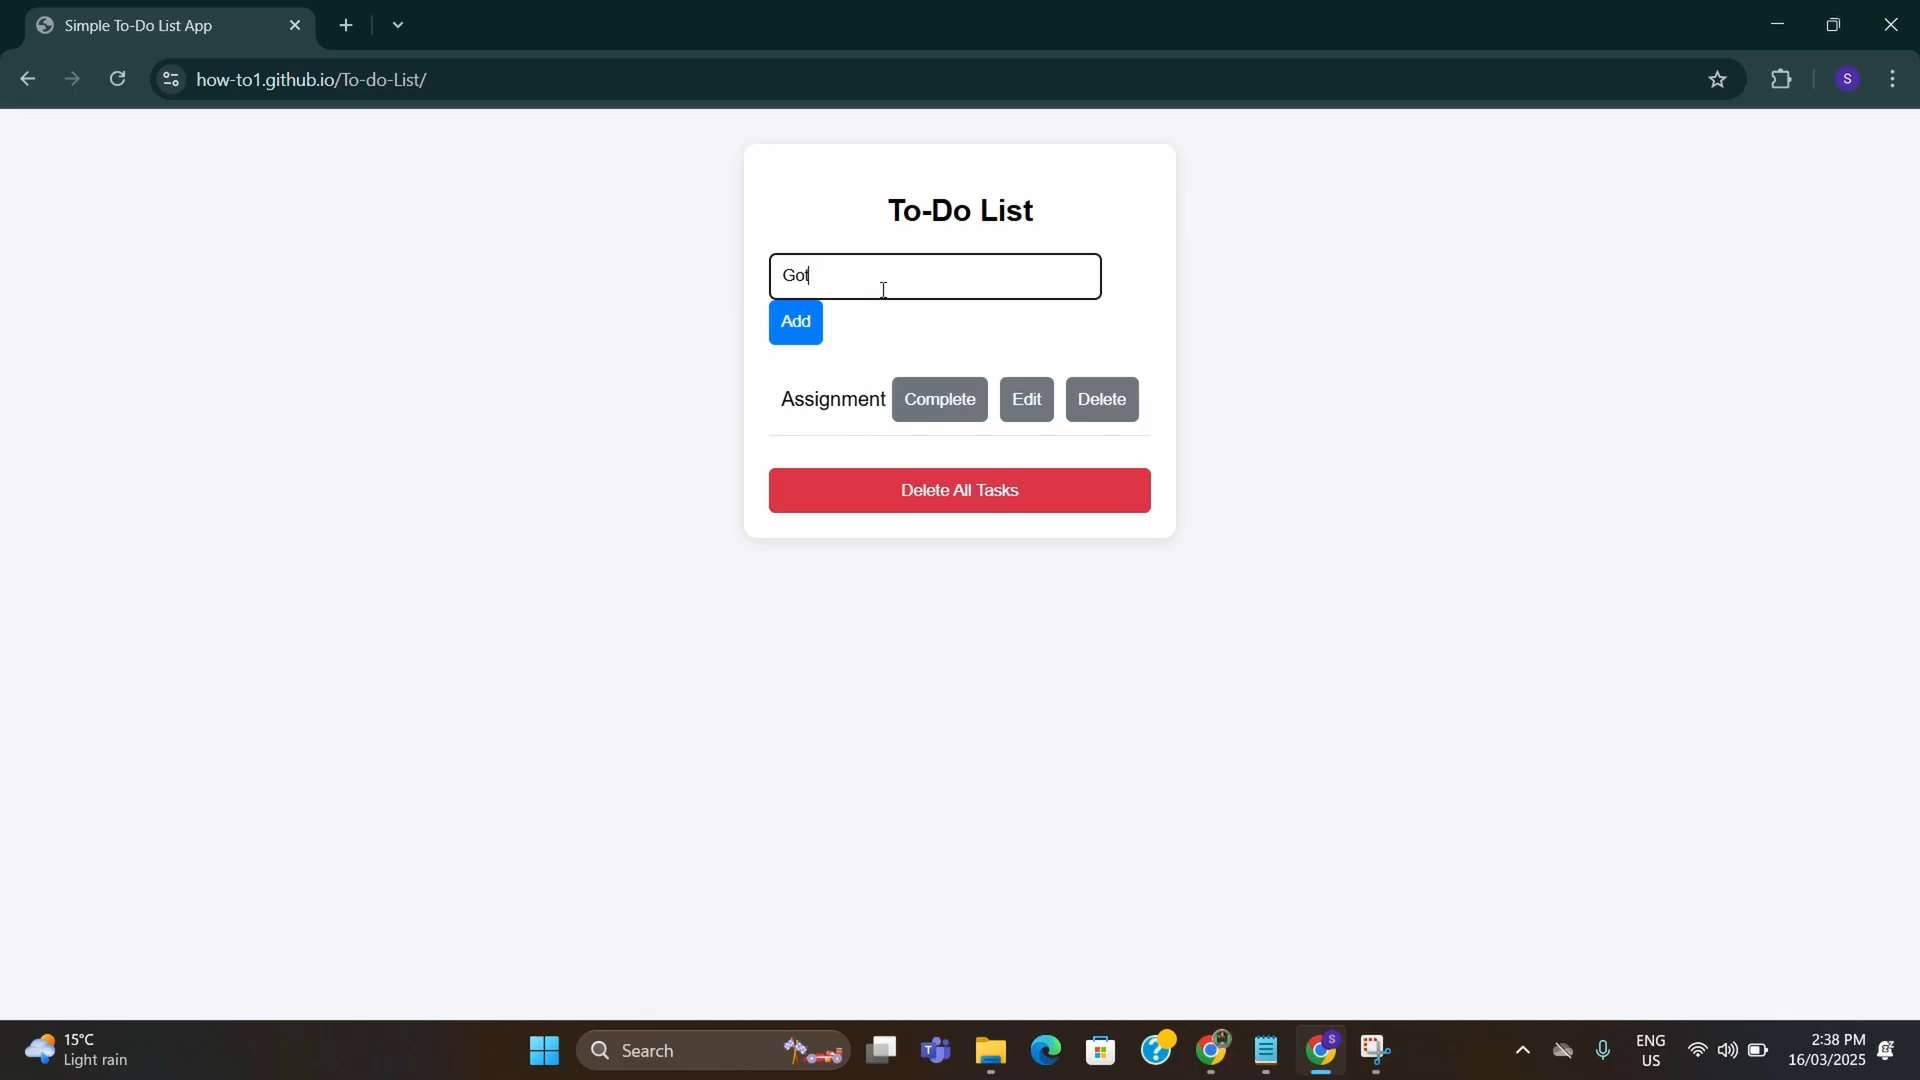 Simple To-Do List App
how-to1.github.io/To-do-List/
S
To-Do List
Got
Add
Assignment Complete Edit Delete
Delete All Tasks
15°C
Light rain
Search
ENG
US
2:38 PM
16/03/2025